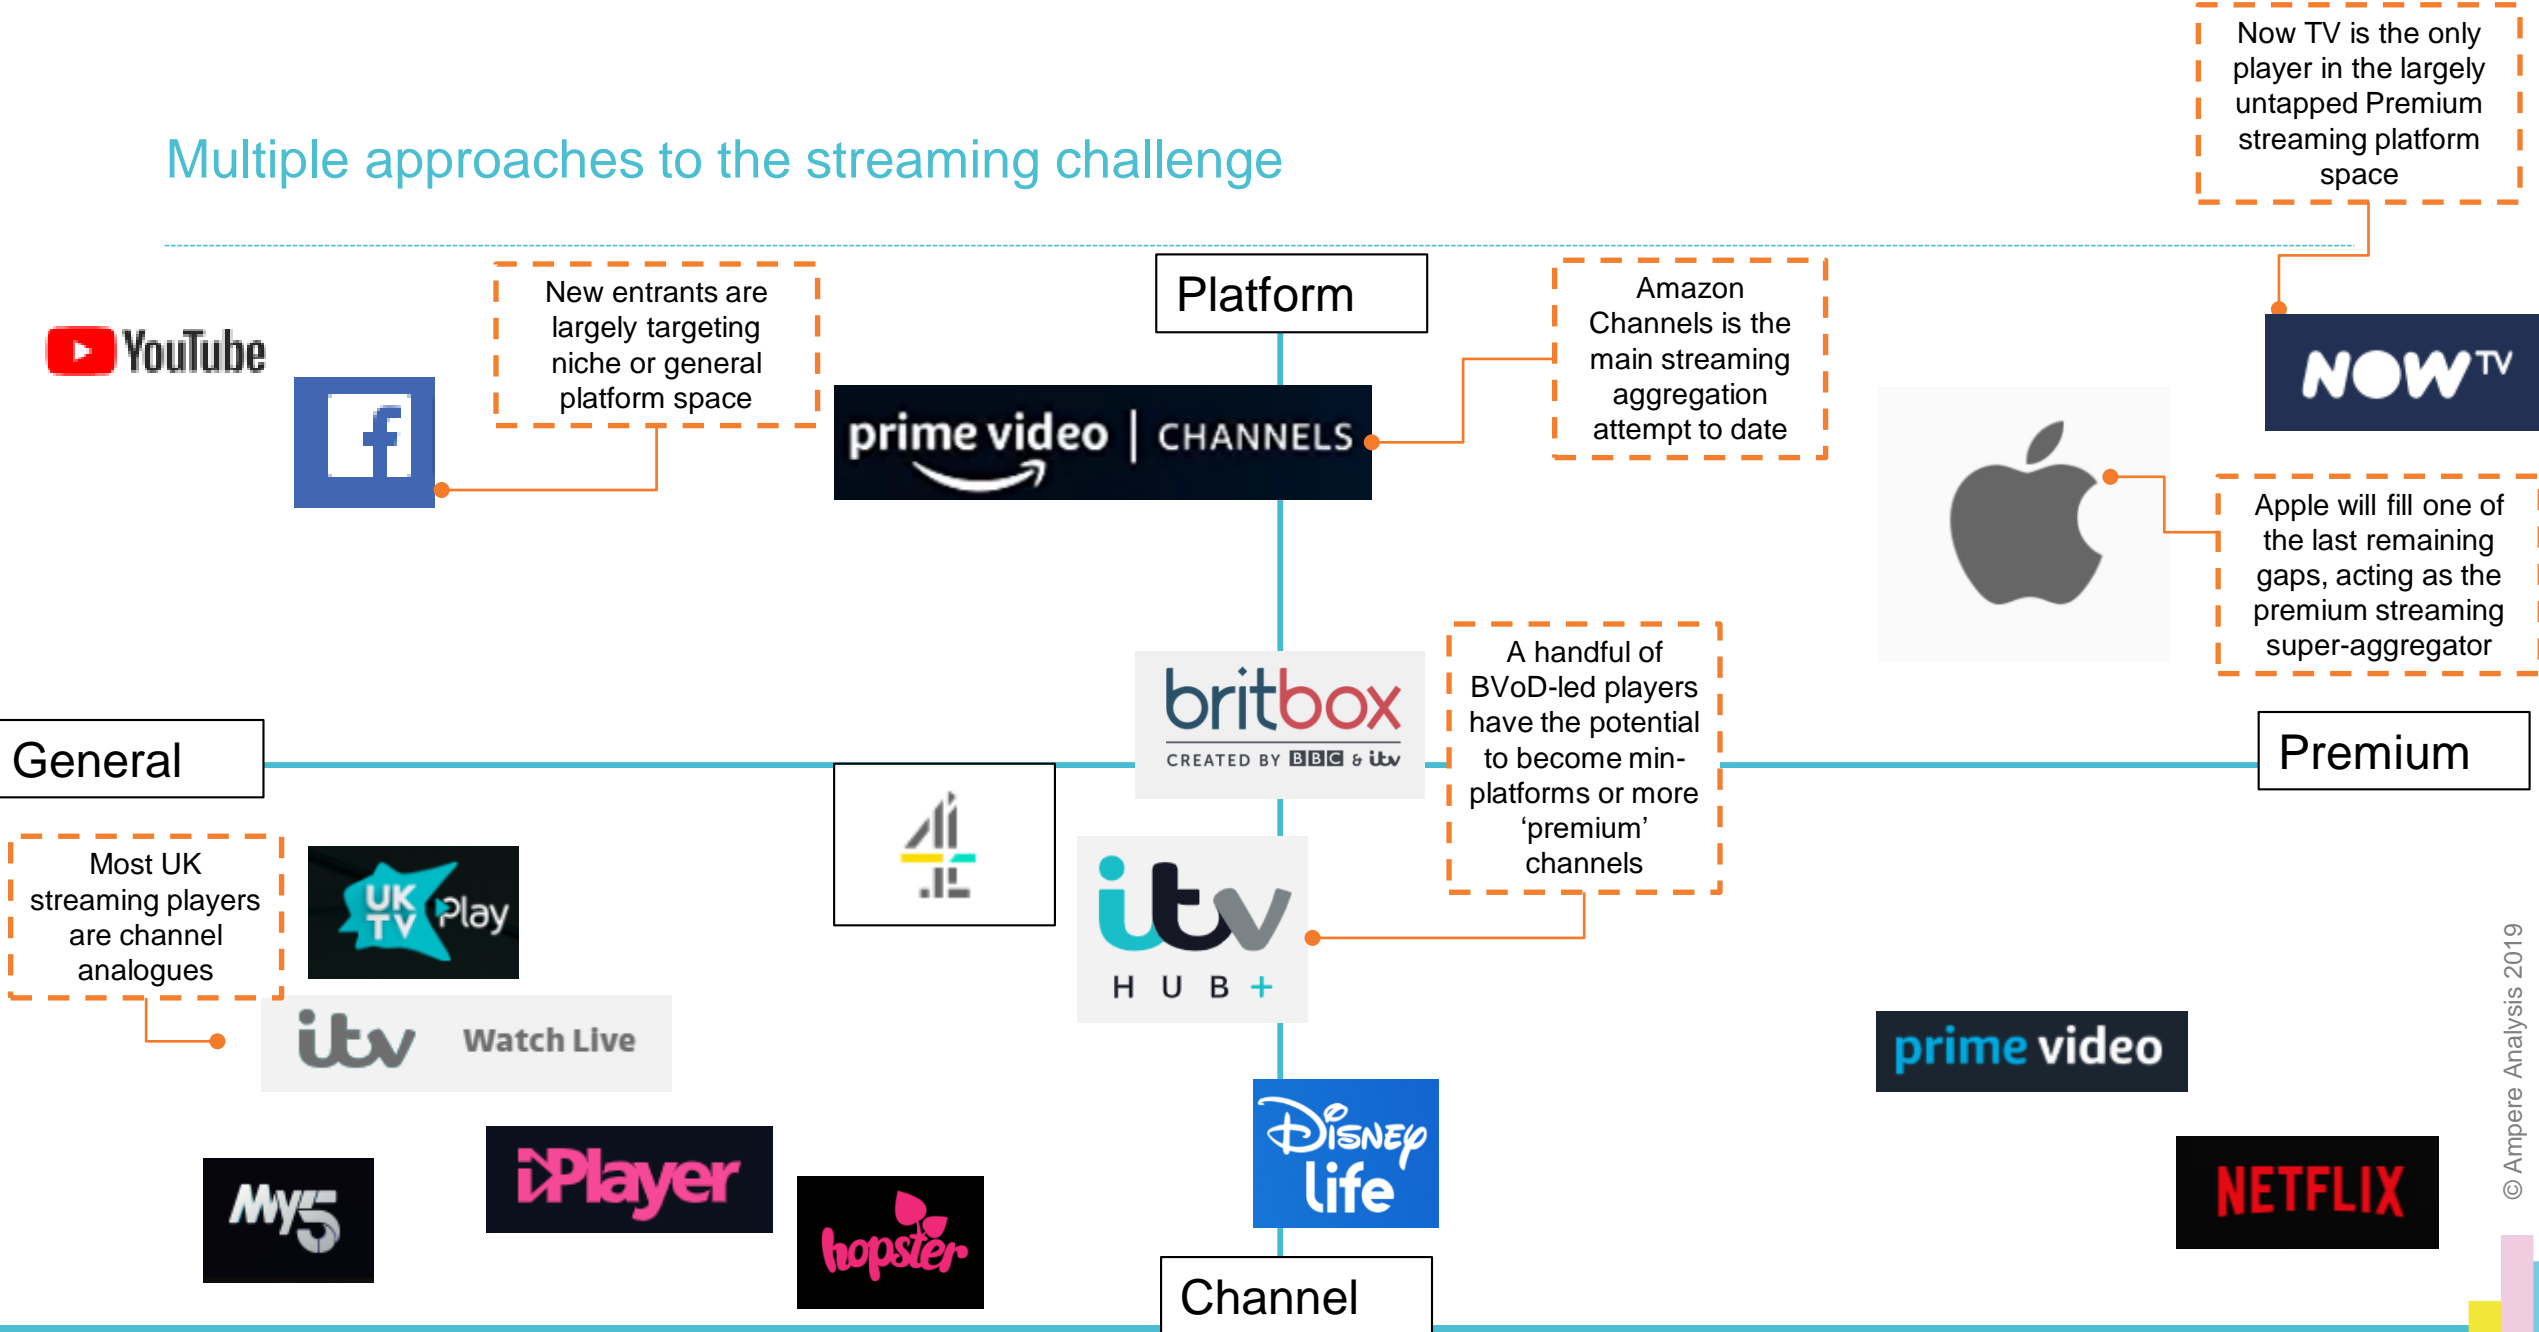 Now TV is the only
player in the largely
untapped Premium
streaming platform
space
Multiple approaches to the streaming challenge
Platform
YouTube
New entrants are
largely targeting
niche or general
platform space
prime video | CHANNELS
Amazon
Channels is the
main streaming
aggregation
attempt to date
NOW TV
Apple will fill one of
the last remaining
gaps, acting as the
premium streaming
super-aggregator
britbox
CREATED BY BBC & itv
A handful of
BVoD-led players
have the potential
to become min-
platforms or more
‘premium’
channels
General
Premium
4
Most UK
streaming players
are channel
analogues
UK
TV Play
itv
HUB +
itv Watch Live
prime video
My5
iPlayer
hopster
Disney
life
NETFLIX
Channel
© Ampere Analysis 2019